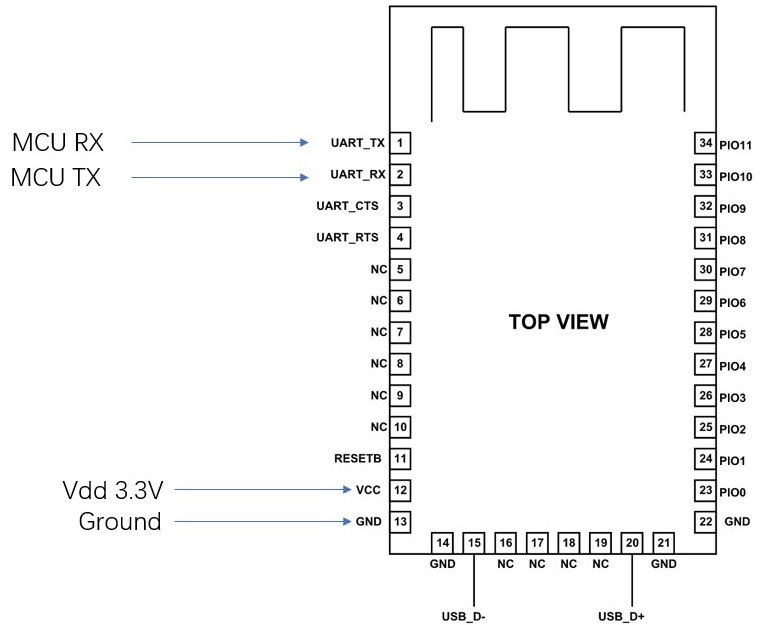 MCU RX UART_TX 1 34 PIO11
MCU TX UART_RX 2 33 PIO10
UART_CTS 3 32 PIO9
UART_RTS 4 31 PIO8
NC 5 30 PIO7
NC 6 29 PIO6
TOP VIEW
NC 7 28 PIO5
NC 8 27 PIO4
NC 9 26 PIO3
NC 10 25 PIO2
RESETB 11 24 PIO1
Vdd 3.3V VCC 12 23 PIO0
Ground GND 13 22 GND
14 15 16 17 18 19 20 21
GND NC NC NC NC GND
USB_D- USB_D+